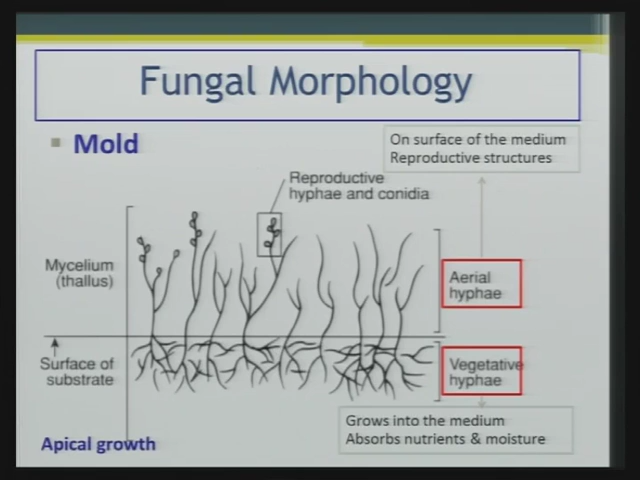 Fungal Morphology
Mold
On surface of the medium
Reproductive structures
Reproductive
hyphae and conidia
Mycelium
(thallus)
Aerial
hyphae
Surface of
substrate
Vegetative
hyphae
Grows into the medium
Absorbs nutrients & moisture
Apical growth